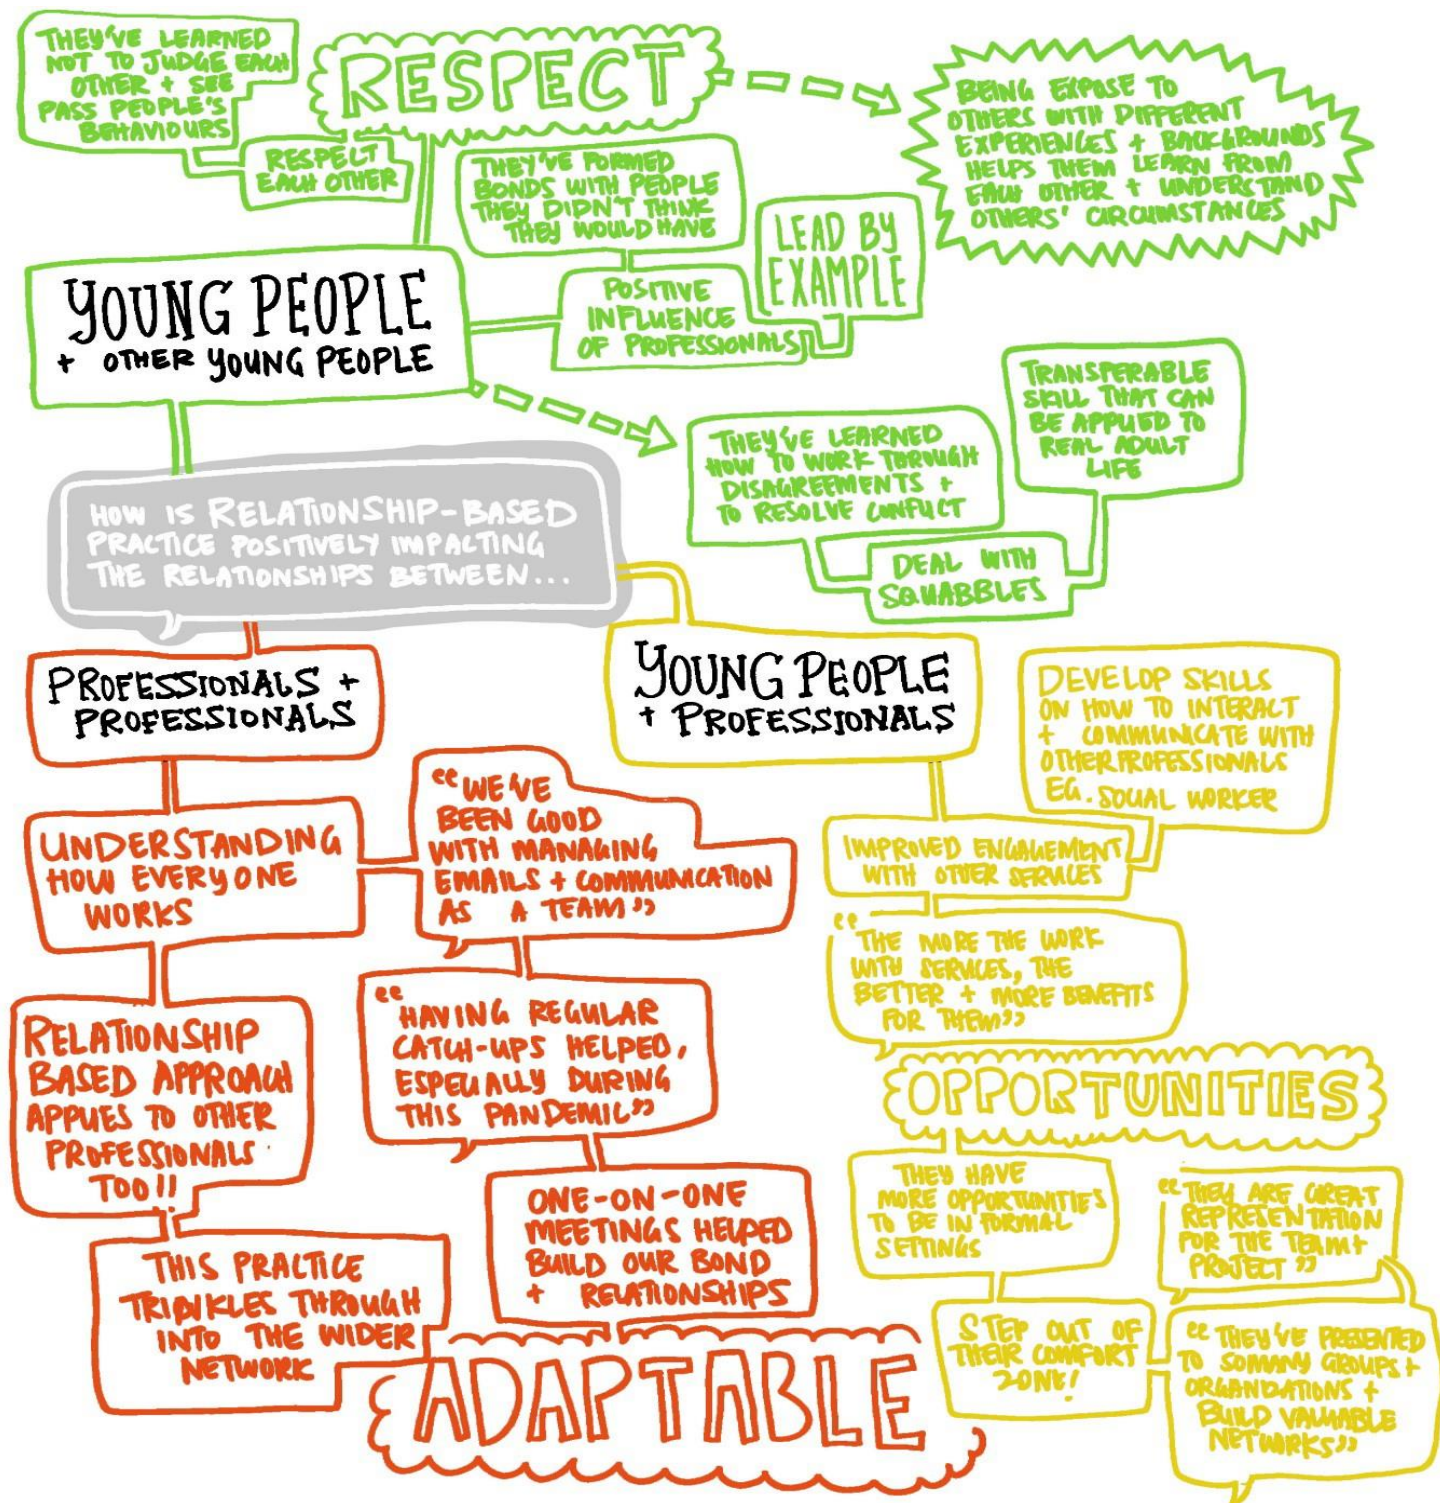 HOW IS RELATIONSHIP-BASED
PRACTICE POSITIVELY IMPACTING
THE RELATIONSHIPS BETWEEN...
YOUNG PEOPLE
+ OTHER YOUNG PEOPLE
RESPECT
RESPECT
EACH OTHER
THEY'VE LEARNED
NOT TO JUDGE EACH
OTHER + SEE
PASS PEOPLE'S
BEHAVIOURS
BEING EXPOSE TO
OTHERS WITH DIFFERENT
EXPERIENCES + BACKGROUNDS
HELPS THEM LEARN FROM
EACH OTHER + UNDERSTAND
OTHERS' CIRCUMSTANCES
THEY'VE FORMED
BONDS WITH PEOPLE
THEY DIDN'T THINK
THEY WOULD HAVE
POSITIVE
INFLUENCE
OF PROFESSIONALS
LEAD BY
EXAMPLE
THEY'VE LEARNED
HOW TO WORK THROUGH
DISAGREEMENTS +
TO RESOLVE CONFLICT
DEAL WITH
SQUABBLES
TRANSFERABLE
SKILL THAT CAN
BE APPLIED TO
REAL ADULT
LIFE
PROFESSIONALS +
PROFESSIONALS
UNDERSTANDING
HOW EVERYONE
WORKS
"WE'VE
BEEN GOOD
WITH MANAGING
EMAILS + COMMUNICATION
AS A TEAM"
"HAVING REGULAR
CATCH-UPS HELPED,
ESPECIALLY DURING
THIS PANDEMIC"
ONE-ON-ONE
MEETINGS HELPED
BUILD OUR BOND
+ RELATIONSHIPS
RELATIONSHIP
BASED APPROACH
APPLIES TO OTHER
PROFESSIONALS
TOO!!
THIS PRACTICE
THROUGH
INTO THE WIDER
NETWORK
ADAPTABLE
YOUNG PEOPLE
+ PROFESSIONALS
IMPROVED ENGAGEMENT
WITH OTHER SERVICES
DEVELOP SKILLS
ON HOW TO INTERACT
+ COMMUNICATE WITH
OTHER PROFESSIONALS
EG. SOCIAL WORKER
"THE MORE THE WORK
WITH SERVICES, THE
BETTER + MORE BENEFITS
FOR THEM"
OPPORTUNITIES
THEY HAVE
MORE OPPORTUNITIES
TO BE IN FORMAL
SETTINGS
STEP OUT OF
THEIR COMFORT
ZONE!
"THEY ARE GREAT
REPRESENTATION
FOR THE TEAM +
PROJECT"
"THEY'VE PRESENTED
TO SO MANY GROUPS +
ORGANIZATIONS +
BUILD VALUABLE
NETWORKS"